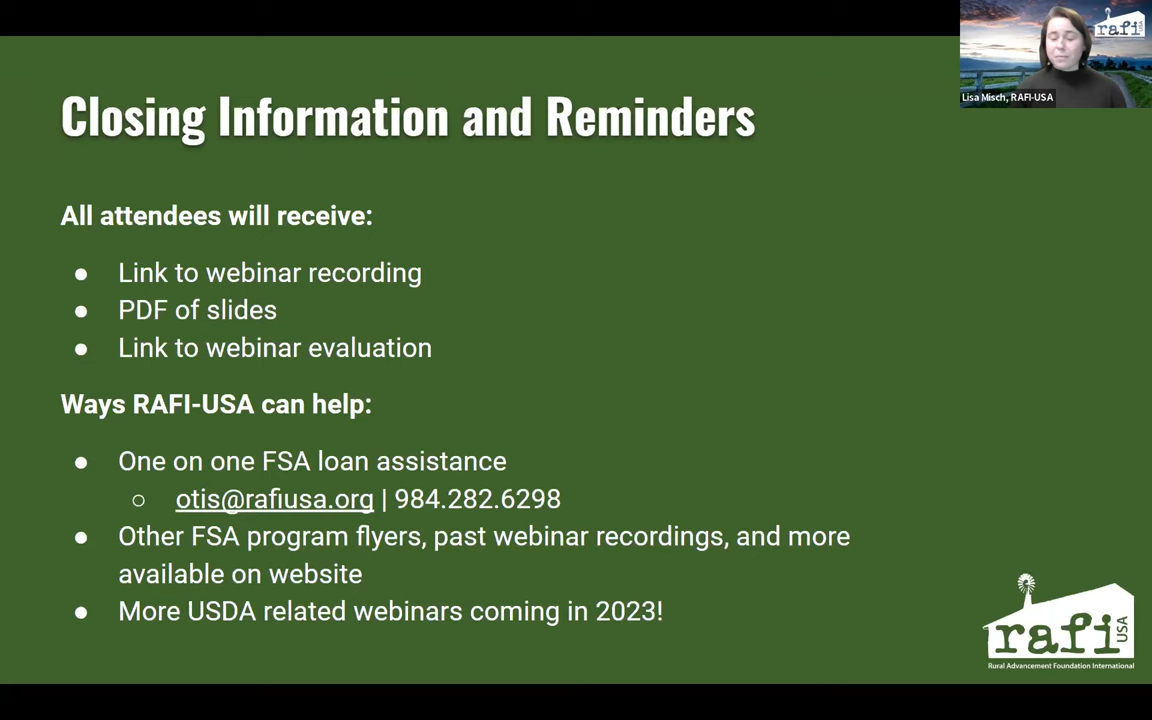 rafi
USA
Lisa Misch, RAFI-USA
Closing Information and Reminders
All attendees will receive:
● Link to webinar recording
● PDF of slides
● Link to webinar evaluation
Ways RAFI-USA can help:
● One on one FSA loan assistance
○ otis@rafiusa.org | 984.282.6298
● Other FSA program flyers, past webinar recordings, and more
available on website
● More USDA related webinars coming in 2023!
rafi
USA
Rural Advancement Foundation International